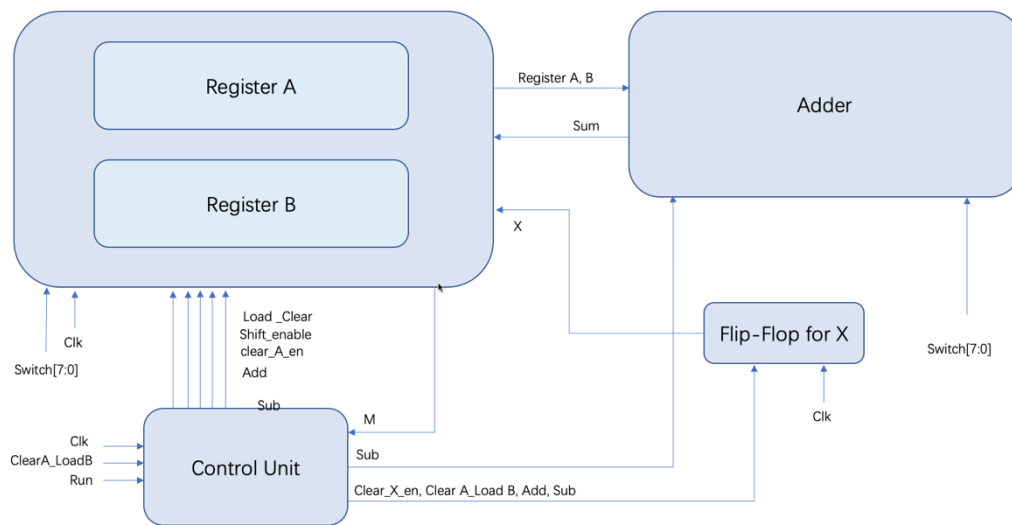 Register A
Register B
Register A, B
Sum
Adder
X
Load _Clear
Shift_enable
clear_A_en
Add
Sub
Clk
Switch[7:0]
Flip-Flop for X
Clk
Switch[7:0]
M
Clk
ClearA_LoadB
Run
Control Unit
Sub
Clear_X_en, Clear A_Load B, Add, Sub